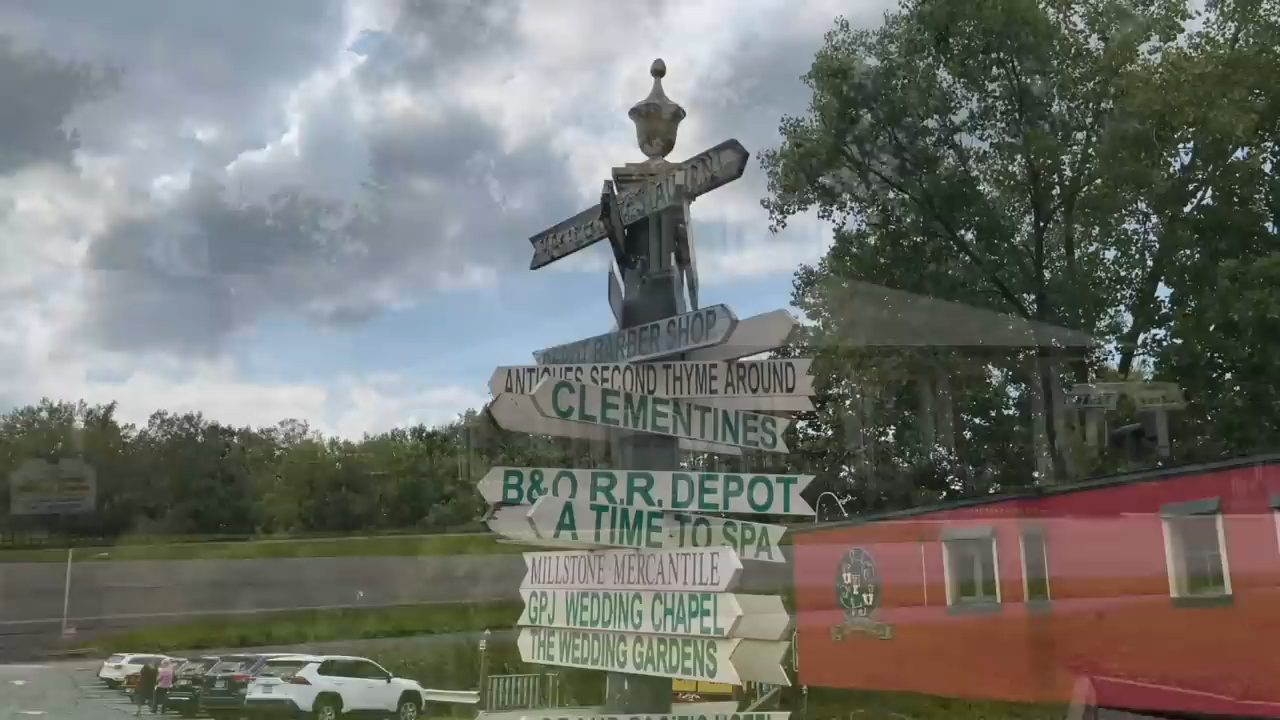 STATION
BARBER SHOP
ANTIQUES SECOND THYME AROUND
CLEMENTINES
B&O R.R. DEPOT
A TIME TO SPA
MILLSTONE MERCANTILE
GPJ WEDDING CHAPEL
THE WEDDING GARDENS